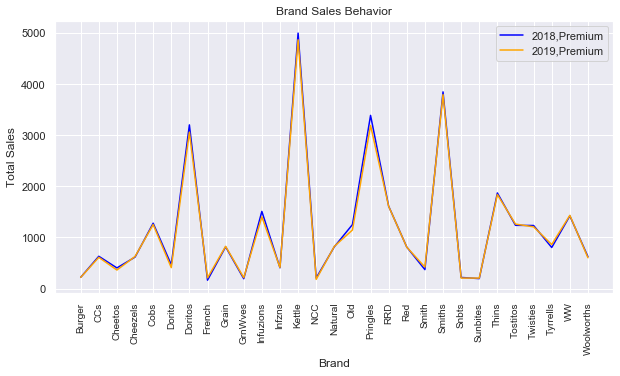 Brand Sales Behavior
2018,Premium
2019,Premium
Total Sales
5000
4000
3000
2000
1000
0
Burger
CCs
Cheetos
Cheezels
Cobs
Dorito
Doritos
French
Grain
GrnWves
Infuzions
Infzns
Kettle
NCC
Natural
Old
Pringles
RRD
Red
Smith
Smiths
Snbts
Sunbites
Thins
Tostitos
Twisties
Tyrrells
WW
Woolworths
Brand